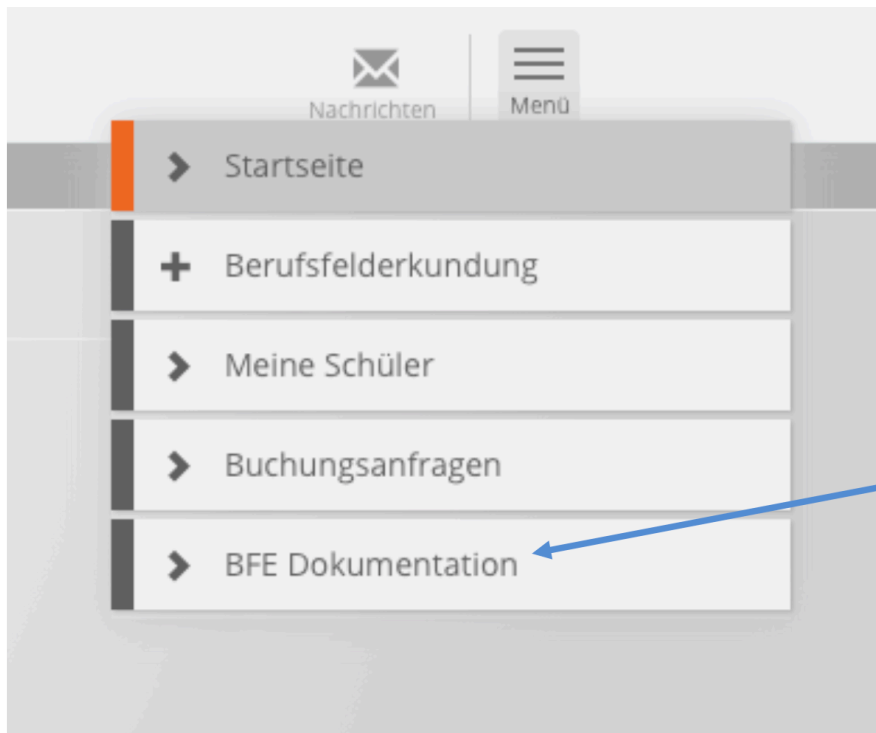 Nachrichten
Menü
Startseite
Berufsfelderkundung
Meine Schüler
Buchungsanfragen
BFE Dokumentation